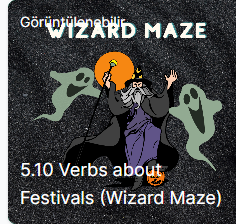 Görüntülenebilir
WIZARD MAZE
5.10 Verbs about
Festivals (Wizard Maze)